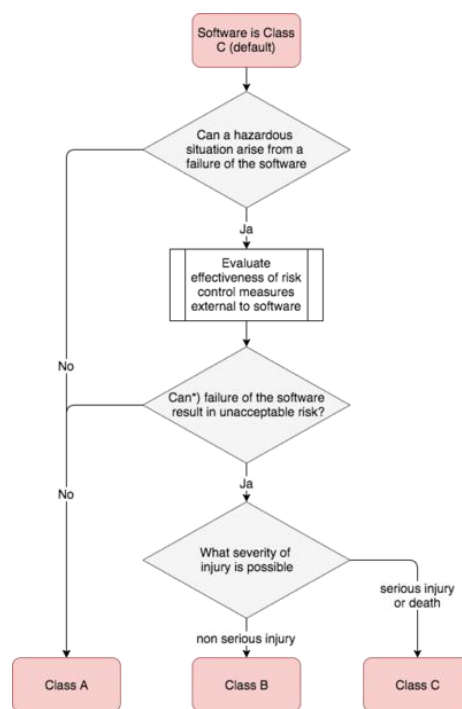 Software is Class
C (default)
Can a hazardous
situation arise from a
failure of the software
Ja
Evaluate
effectiveness of risk
control measures
external to software
No
Can*) failure of the software
result in unacceptable risk?
No
Ja
What severity of
injury is possible
serious injury
or death
non serious injury
Class A
Class B
Class C